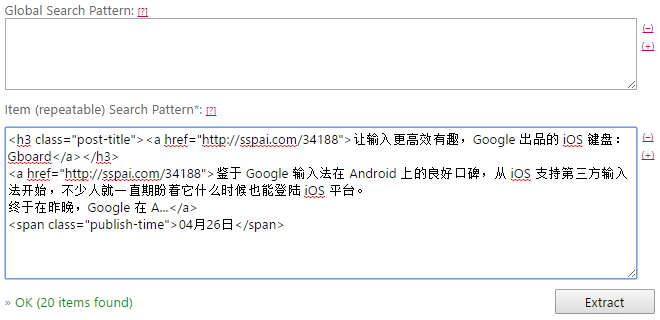 Global Search Pattern: [?]
(–)
(+)
Item (repeatable) Search Pattern*: [?]
<h3 class="post-title"><a href="http://sspai.com/34188">让输入更高效有趣，Google 出品的 iOS 键盘：
Gboard</a></h3>
<a href="http://sspai.com/34188">鉴于 Google 输入法在 Android 上的良好口碑，从 iOS 支持第三方输入
法开始，不少人就一直期盼着它什么时候也能登陆 iOS 平台。
终于在昨晚，Google 在 A...</a>
<span class="publish-time">04月26日</span>
(–)
(+)
» OK (20 items found)
Extract